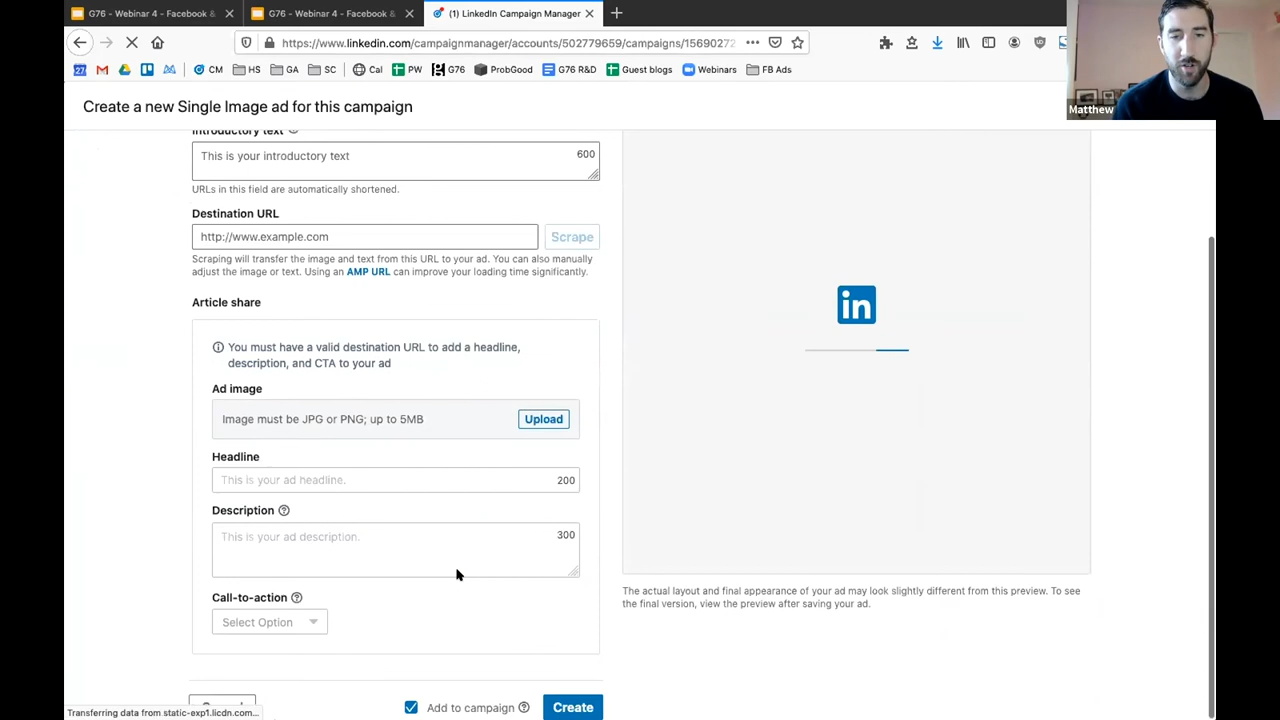 G76 - Webinar 4 - Facebook &
G76 - Webinar 4 - Facebook &
(1) LinkedIn Campaign Manager
https://www.linkedin.com/campaignmanager/accounts/502779659/campaigns/15690272
27
CM
HS
GA
SC
Cal
PW
G76
ProbGood
G76 R&D
Guest blogs
Webinars
FB Ads
Matthew
Create a new Single Image ad for this campaign
Introductory text
This is your introductory text
600
URLs in this field are automatically shortened.
Destination URL
http://www.example.com
Scrape
Scraping will transfer the image and text from this URL to your ad. You can also manually
adjust the image or text. Using an AMP URL can improve your loading time significantly.
Article share
You must have a valid destination URL to add a headline,
description, and CTA to your ad
Ad image
Image must be JPG or PNG; up to 5MB
Upload
Headline
This is your ad headline.
200
Description
This is your ad description.
300
Call-to-action
Select Option
in
The actual layout and final appearance of your ad may look slightly different from this preview. To see
the final version, view the preview after saving your ad.
Add to campaign
Create
Transferring data from static-exp1.licdn.com...